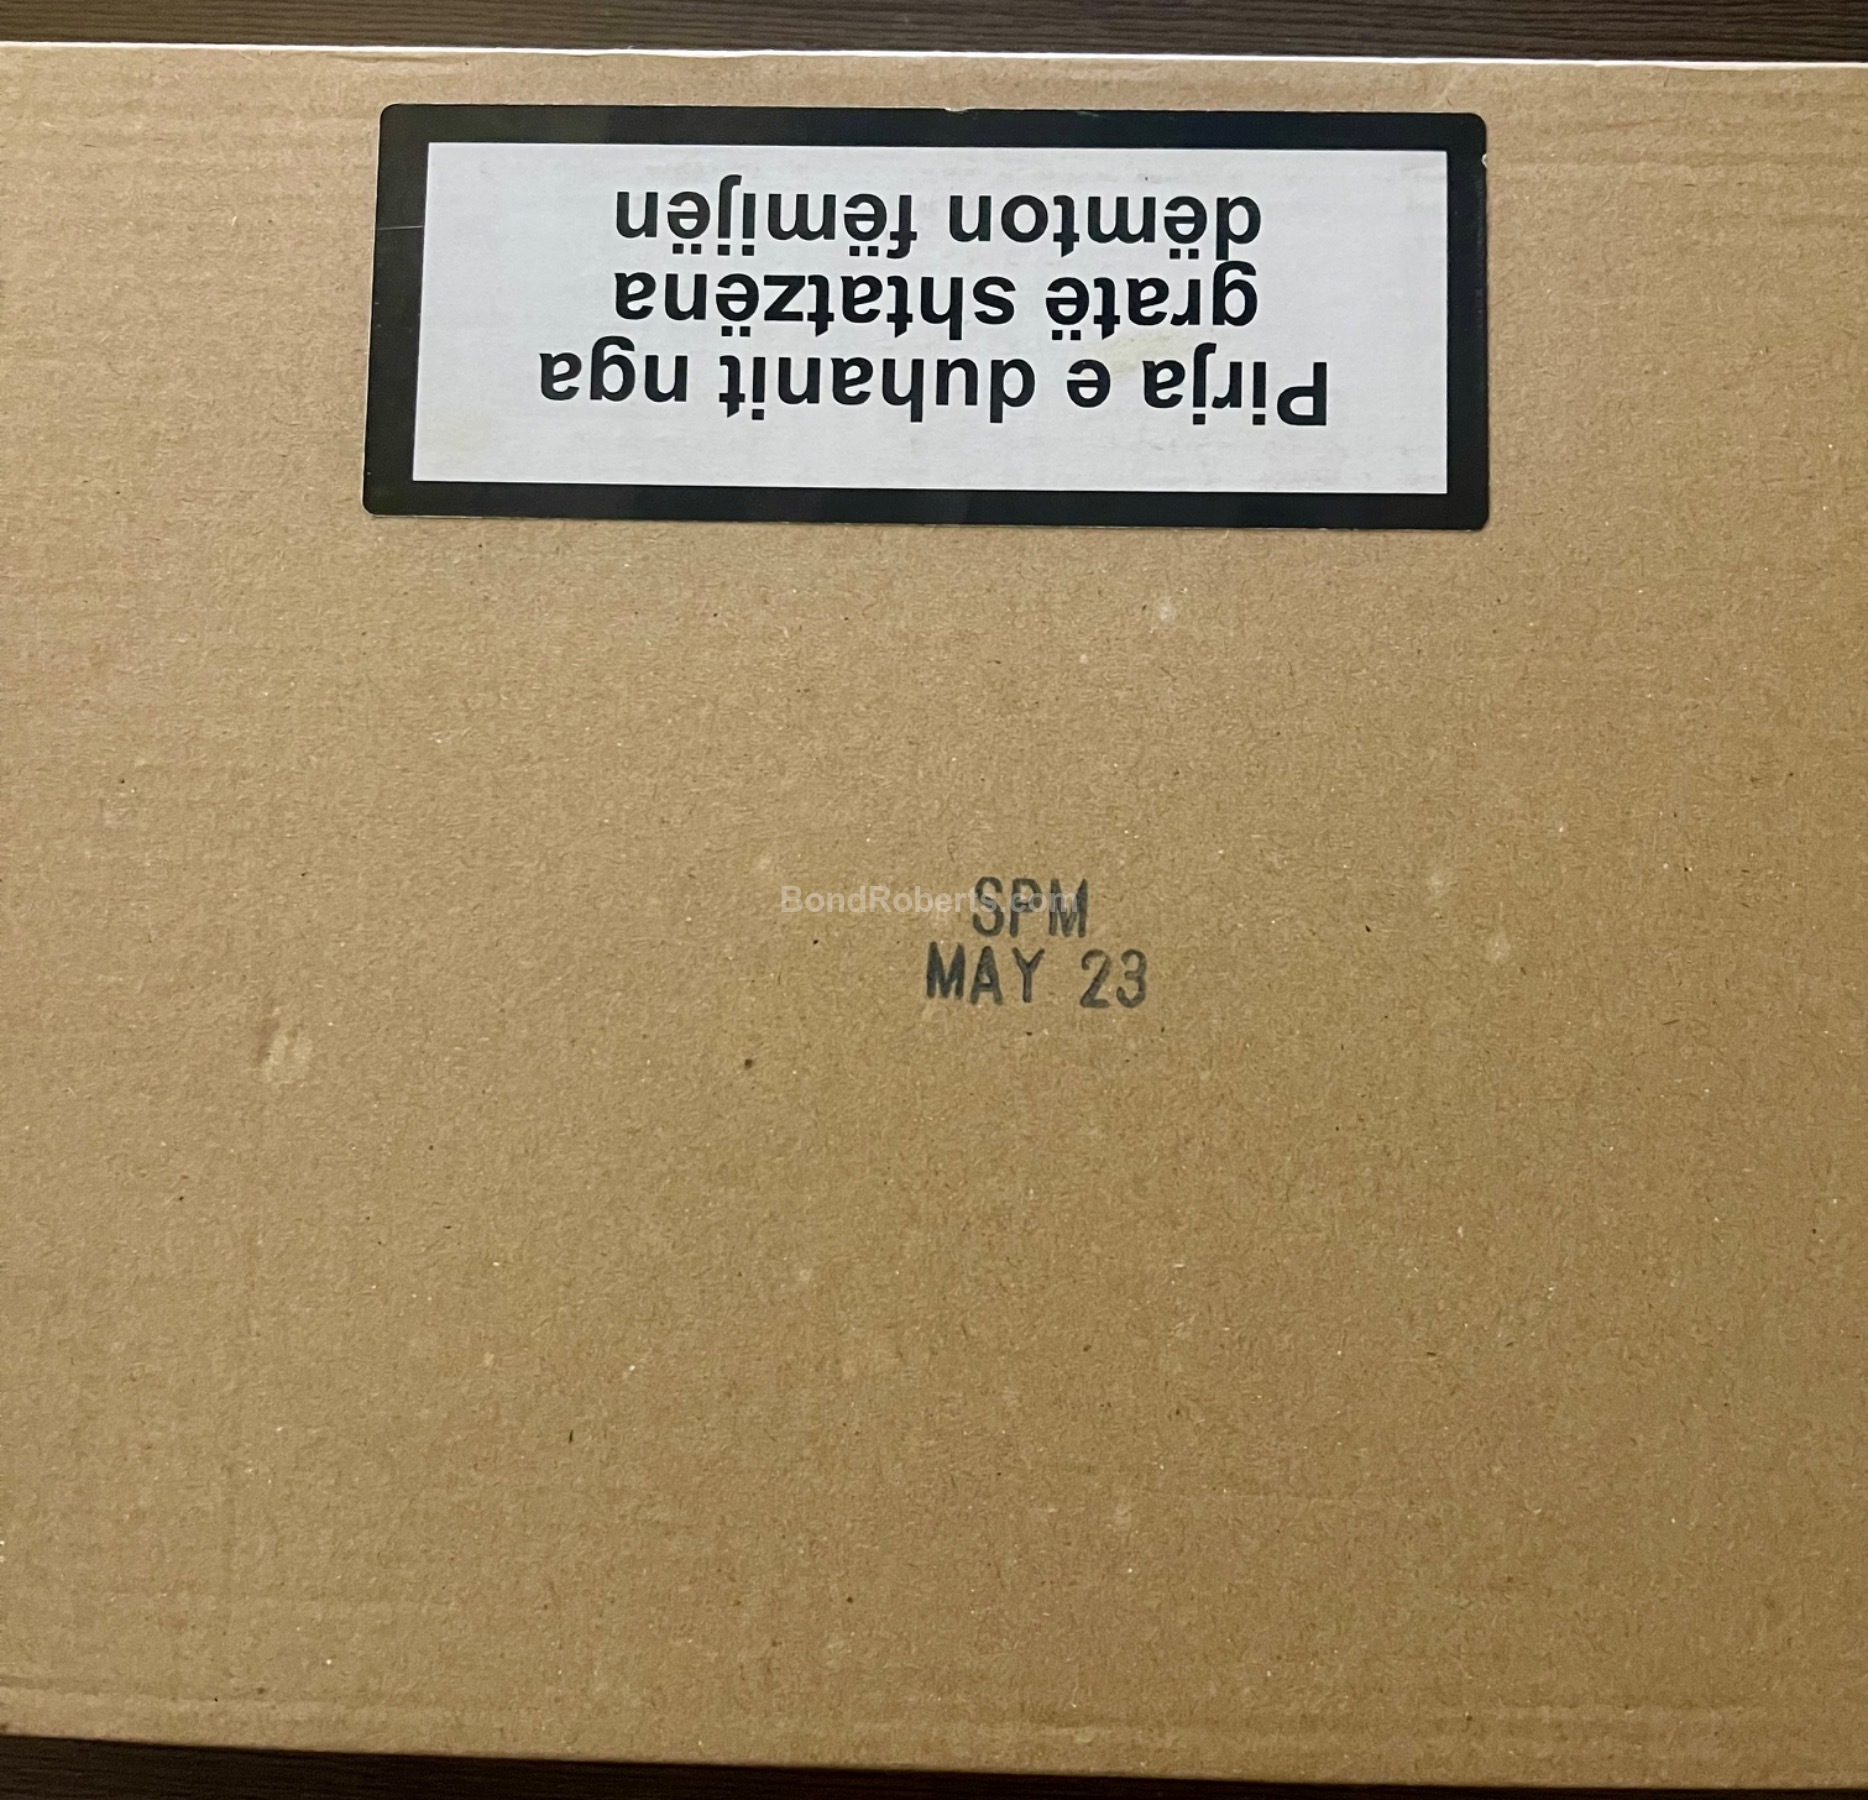 Pirja e duhanit nga
gratë shtatzëna
dëmton fëmijën
BondRoberts.com
SPM
MAY 23